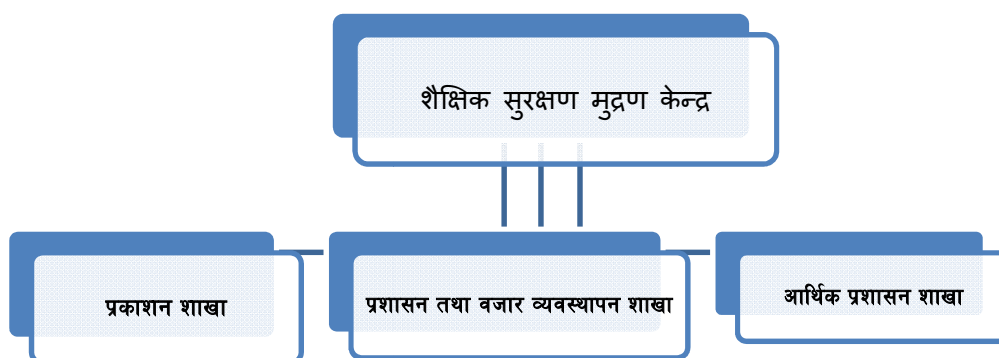 शैक्षिक सुरक्षण मुद्रण केन्द्र
प्रकाशन शाखा
प्रशासन तथा वजार व्यवस्थापन शाखा
आर्थिक प्रशासन शाखा